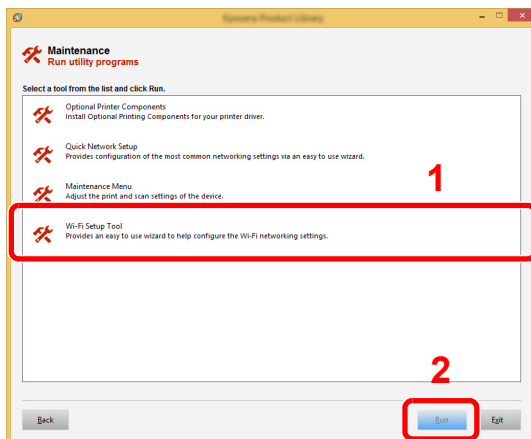 Kyocera Product Library
Maintenance
Run utility programs
Select a tool from the list and click Run.
Optional Printer Components
Install Optional Printing Components for your printer driver.
Quick Network Setup
Provides configuration of the most common networking settings via an easy to use wizard.
1
Maintenance Menu
Adjust the print and scan settings of the device.
Wi-Fi Setup Tool
Provides an easy to use wizard to help configure the Wi-Fi networking settings.
2
Back
Run
Exit